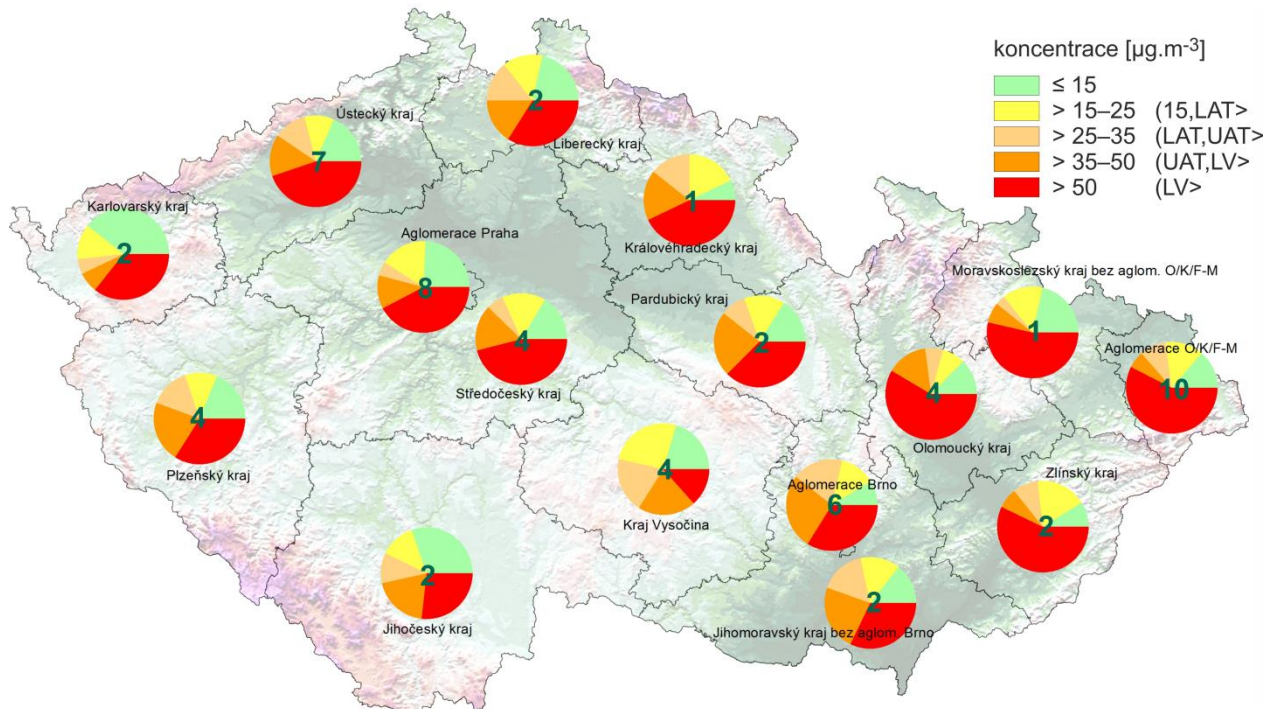 koncentrace [µg.m-3]
≤ 15
> 15–25 (15,LAT>
> 25–35 (LAT,UAT>
> 35–50 (UAT,LV>
> 50 (LV>
2
Liberecký kraj
Ústecký kraj
7
1
Královéhradecký kraj
Karlovarský kraj
2
Aglomerace Praha
8
Moravskoslezský kraj bez aglom. O/K/F-M
1
Pardubický kraj
2
4
Středočeský kraj
Aglomerace O/K/F-M
10
4
Olomoucký kraj
4
Plzeňský kraj
4
Kraj Vysočina
Aglomerace Brno
6
Zlínský kraj
2
2
Jihočeský kraj
2
Jihomoravský kraj bez aglom. Brno